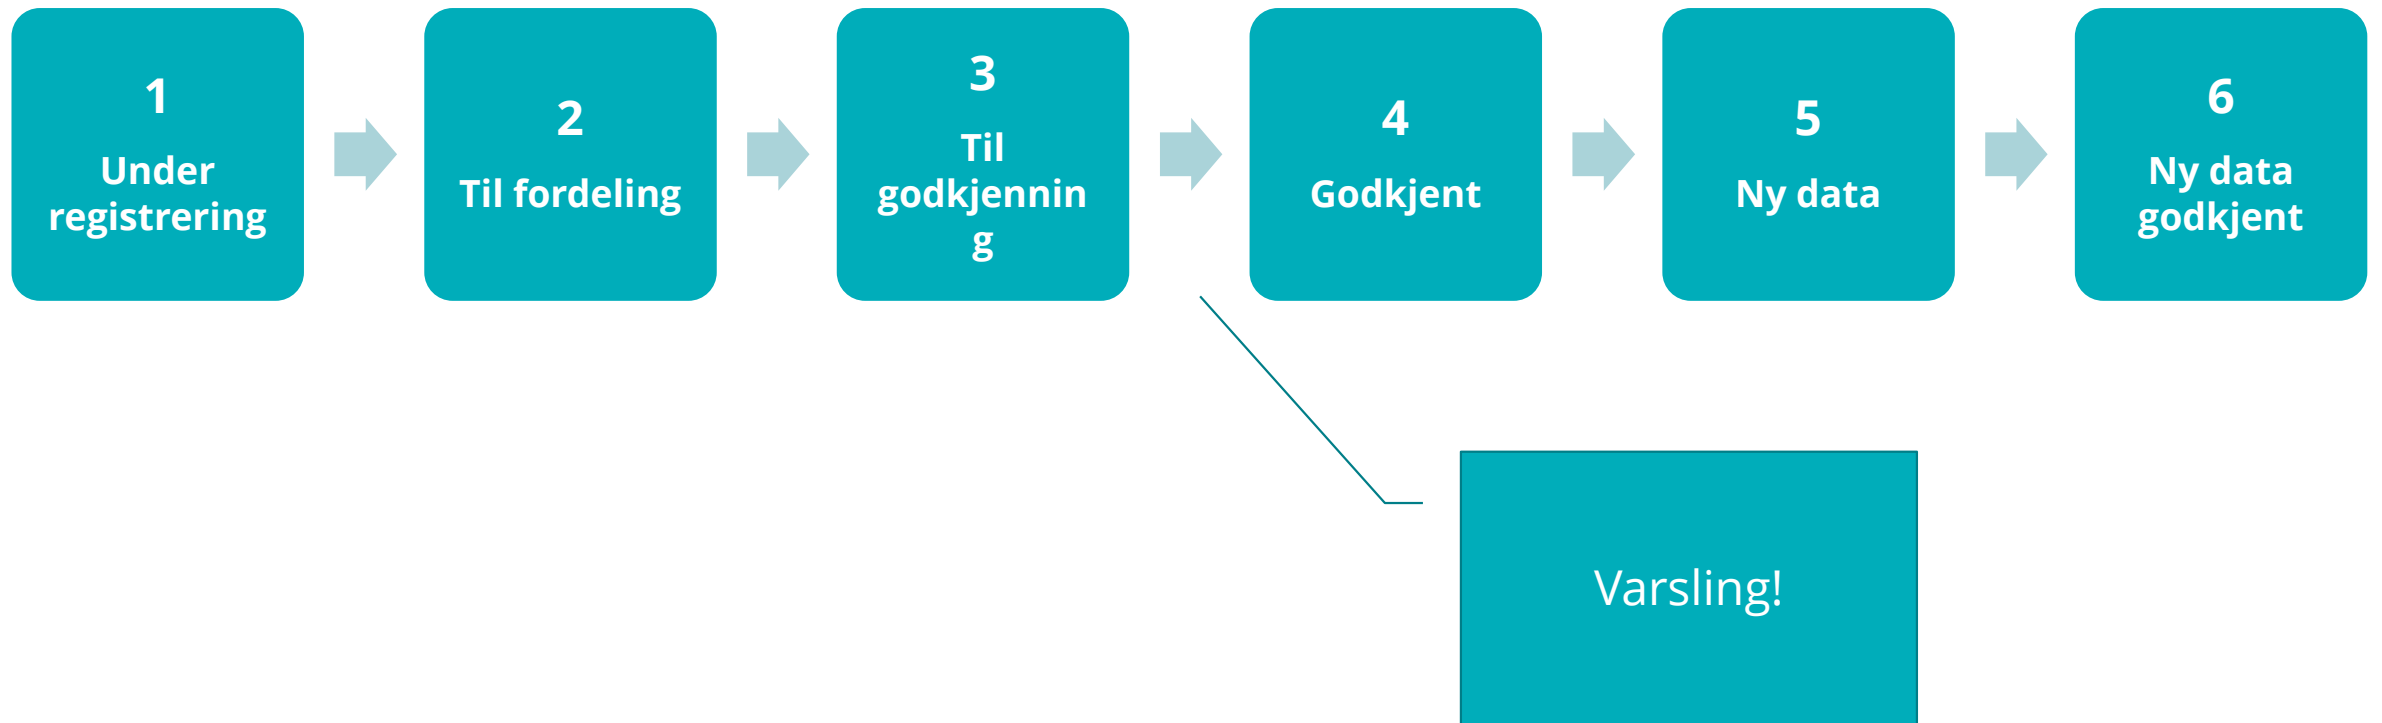 1
Under
registrering
2
Til fordeling
3
Til
godkjennin
g
4
Godkjent
5
Ny data
6
Ny data
godkjent
Varsling!